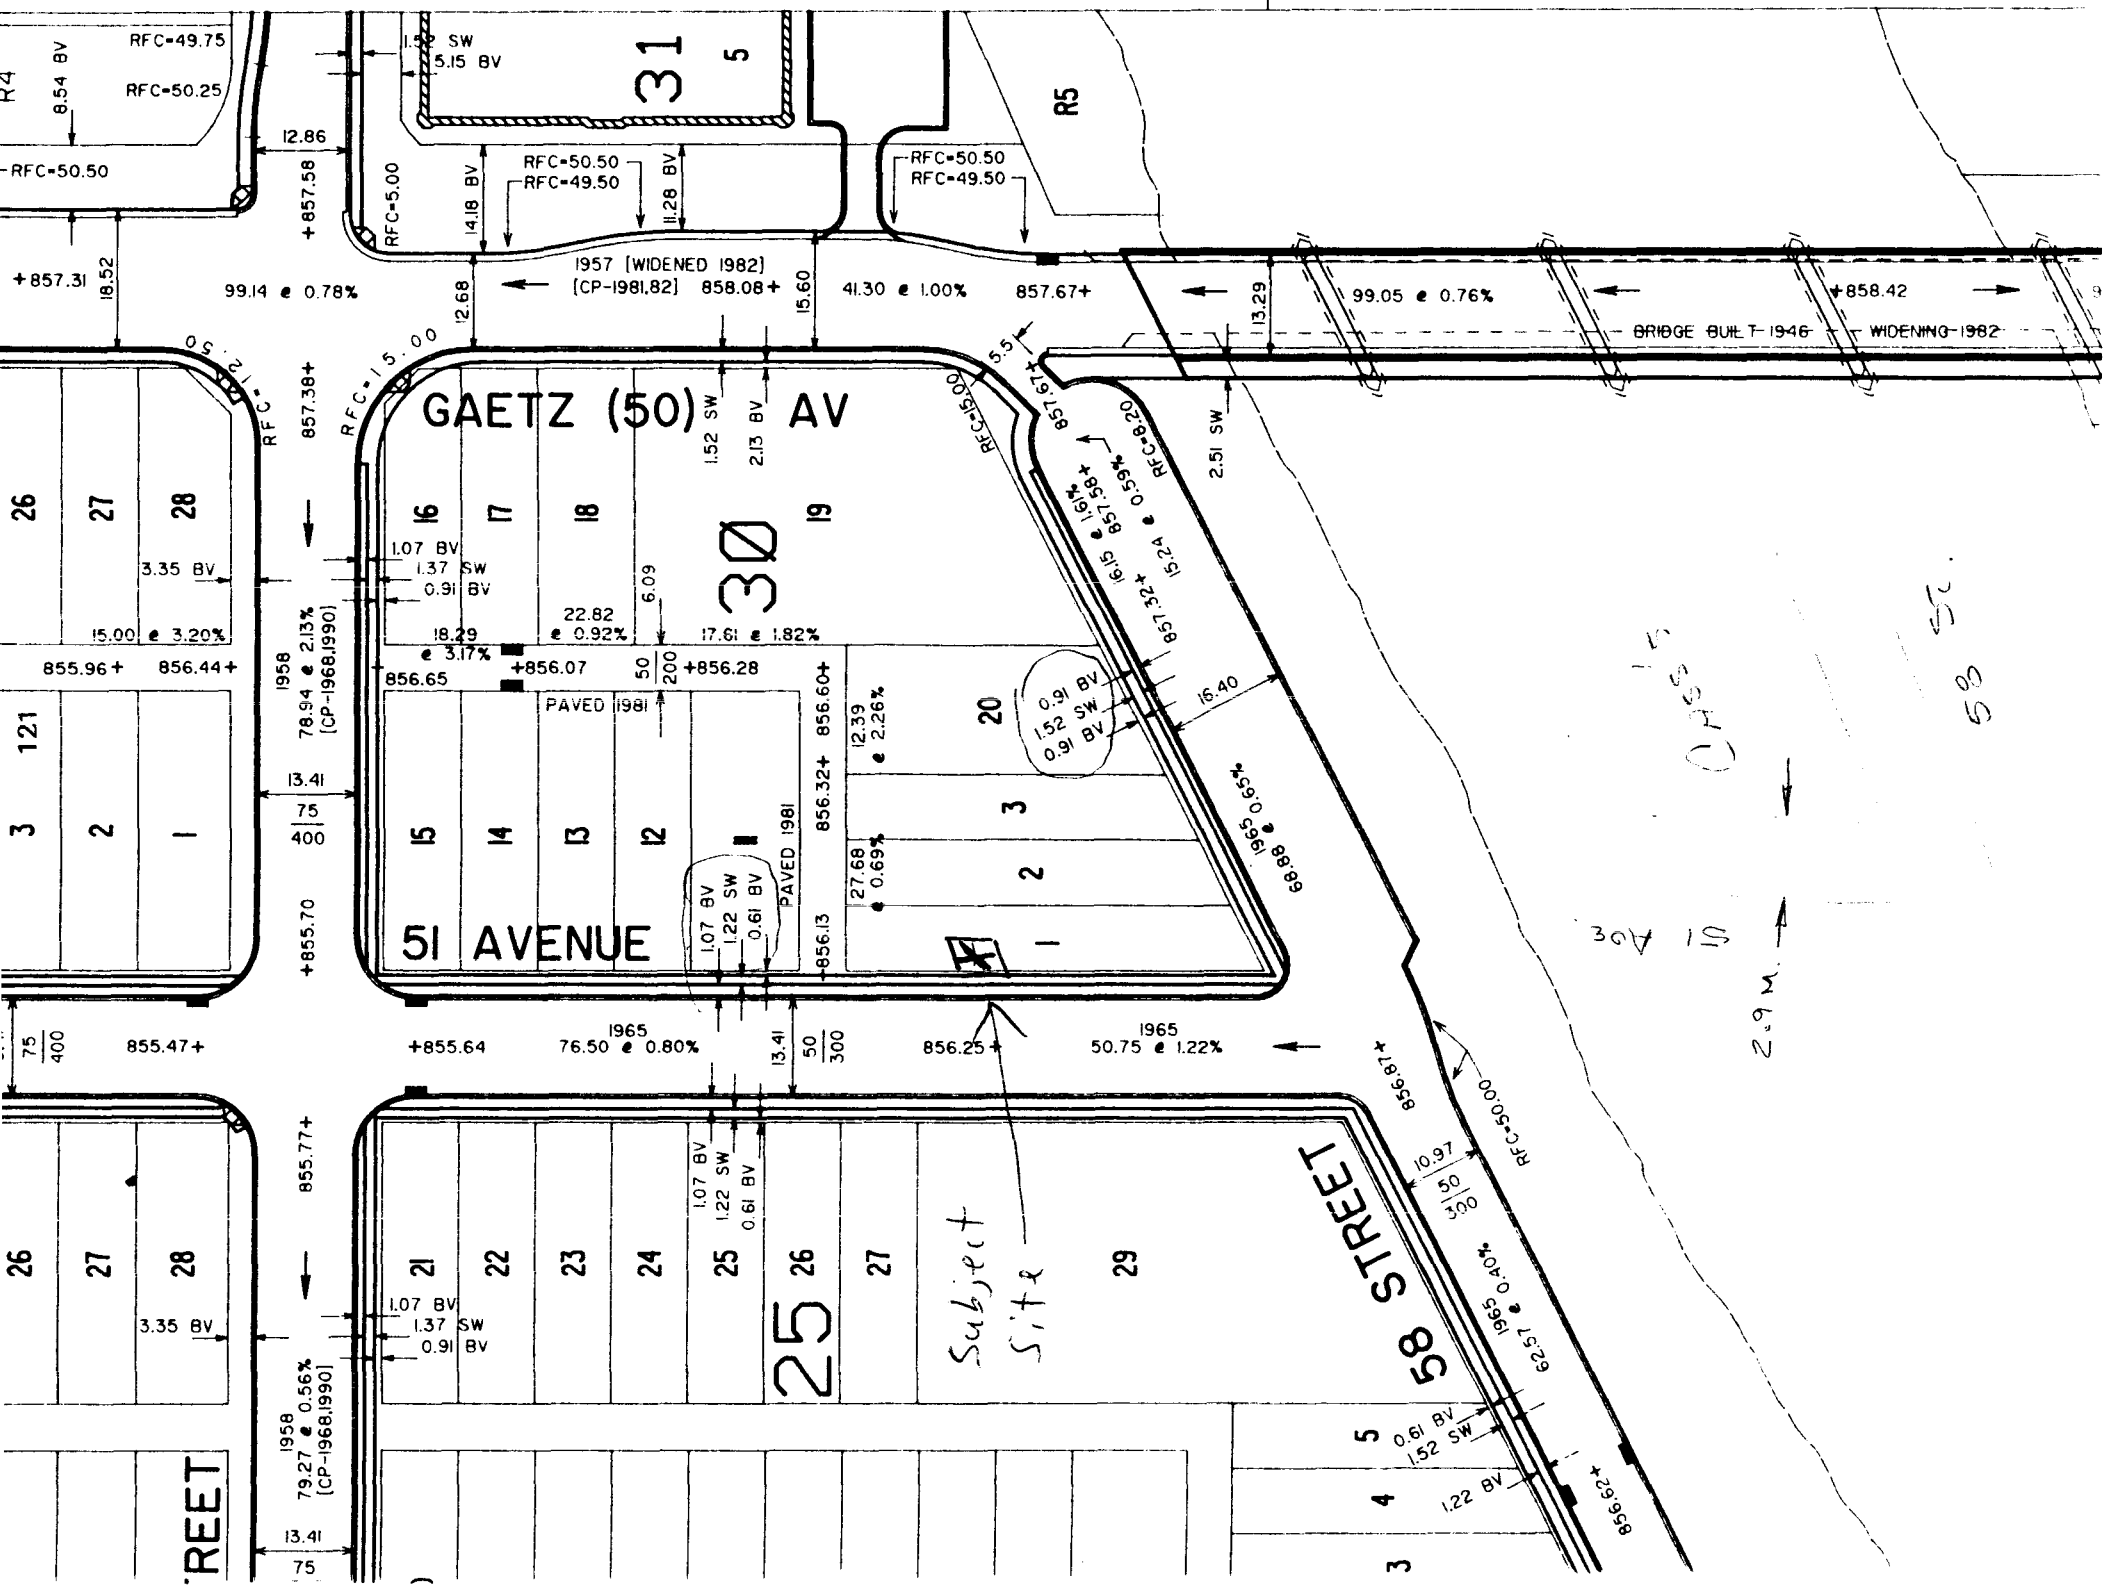 RFC=49.75
R4
8.54 BV
RFC=50.25
RFC=50.50
12.86
+857.58
1.52 SW
5.15 BV
31
5
R5
RFC=5.00
14.18 BV
RFC=50.50
RFC=49.50
11.28 BV
RFC=50.50
RFC=49.50
+857.31
18.52
99.14 @ 0.78%
12.68
1957 [WIDENED 1982]
[CP-1981,82]
858.08+
15.60
41.30 @ 1.00%
857.67+
13.29
99.05 @ 0.76%
+858.42
BRIDGE BUILT 1946
WIDENING 1982
RFC=12.50
857.38+
RFC=15.00
GAETZ (50) AV
1.52 SW
2.13 BV
RFC=15.00
5.5
857.67+
RFC=8.20
2.51 SW
26
27
28
16
17
18
30
19
16.15 @ 1.61%
857.58+
15.24 @ 0.59%
857.32+
3.35 BV
1.07 BV
1.37 SW
0.91 BV
6.09
15.00 @ 3.20%
1958
78.94 @ 2.13%
[CP-1968,1990]
18.29
@ 3.17%
22.82
@ 0.92%
17.61 @ 1.82%
855.96+
856.44+
856.65
+856.07
50
200
+856.28
PAVED 1981
856.60+
12.39
@ 2.26%
20
0.91 BV
1.52 SW
0.91 BV
16.40
58 St.
3
121
2
1
13.41
75
400
15
14
13
12
11
PAVED 1981
856.32+
27.68
@ 0.69%
3
2
1
1965
68.88 @ 0.65%
+855.70
51 AVENUE
1.07 BV
1.22 SW
0.61 BV
+856.13
51 Ave
2.9 M.
75
400
855.47+
+855.64
1965
76.50 @ 0.80%
13.41
50
300
856.25+
1965
50.75 @ 1.22%
856.87+
RFC=50.00
855.77+
1.07 BV
1.22 SW
0.61 BV
Subject
Site
58 STREET
10.97
50
300
26
27
28
21
22
23
24
25
26
27
29
25
3.35 BV
1.07 BV
1.37 SW
0.91 BV
1965
62.57 @ 0.40%
1958
79.27 @ 0.56%
[CP-1968,1990]
TREET
13.41
75
5
4
3
0.61 BV
1.52 SW
1.22 BV
856.62+